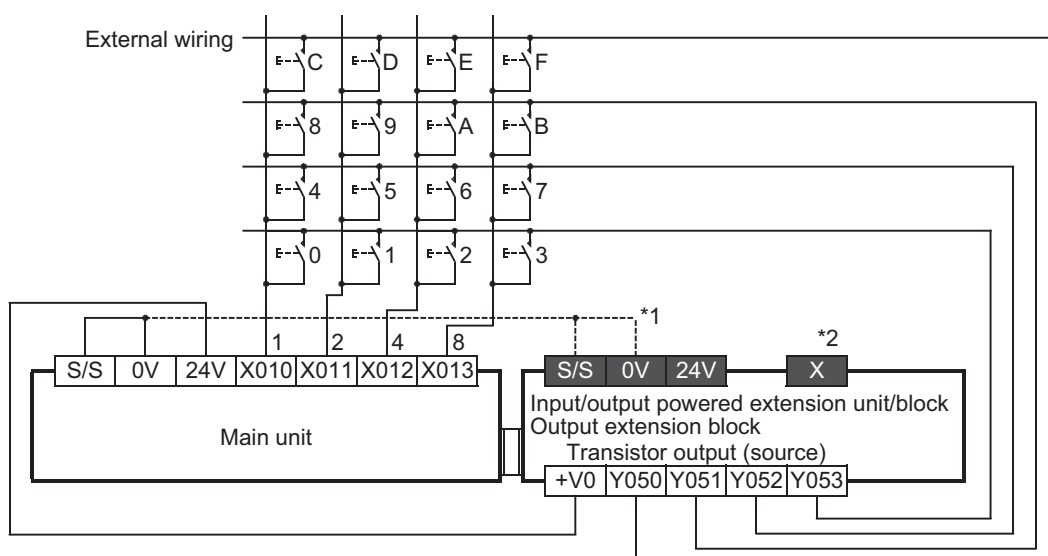 External wiring
C D E F
8 9 A B
4 5 6 7
0 1 2 3
*1
*2
1 2 4 8
S/S 0V 24V X010 X011 X012 X013
S/S 0V 24V X
Main unit
Input/output powered extension unit/block
Output extension block
Transistor output (source)
+V0 Y050 Y051 Y052 Y053